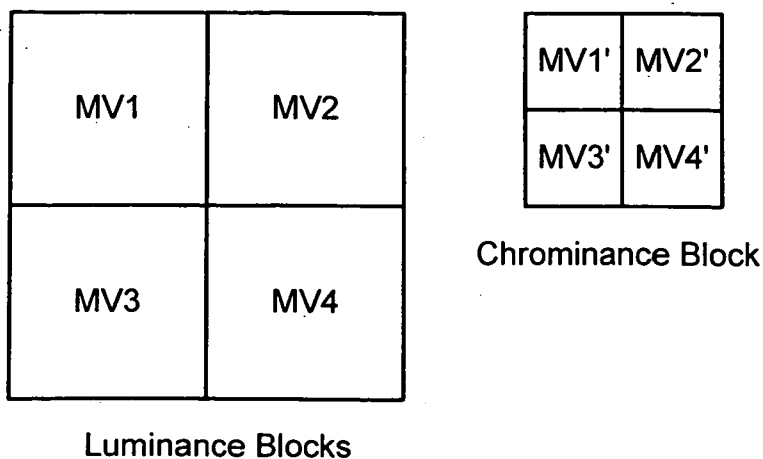 MV1 MV2
MV3 MV4
Luminance Blocks
MV1' MV2'
MV3' MV4'
Chrominance Block